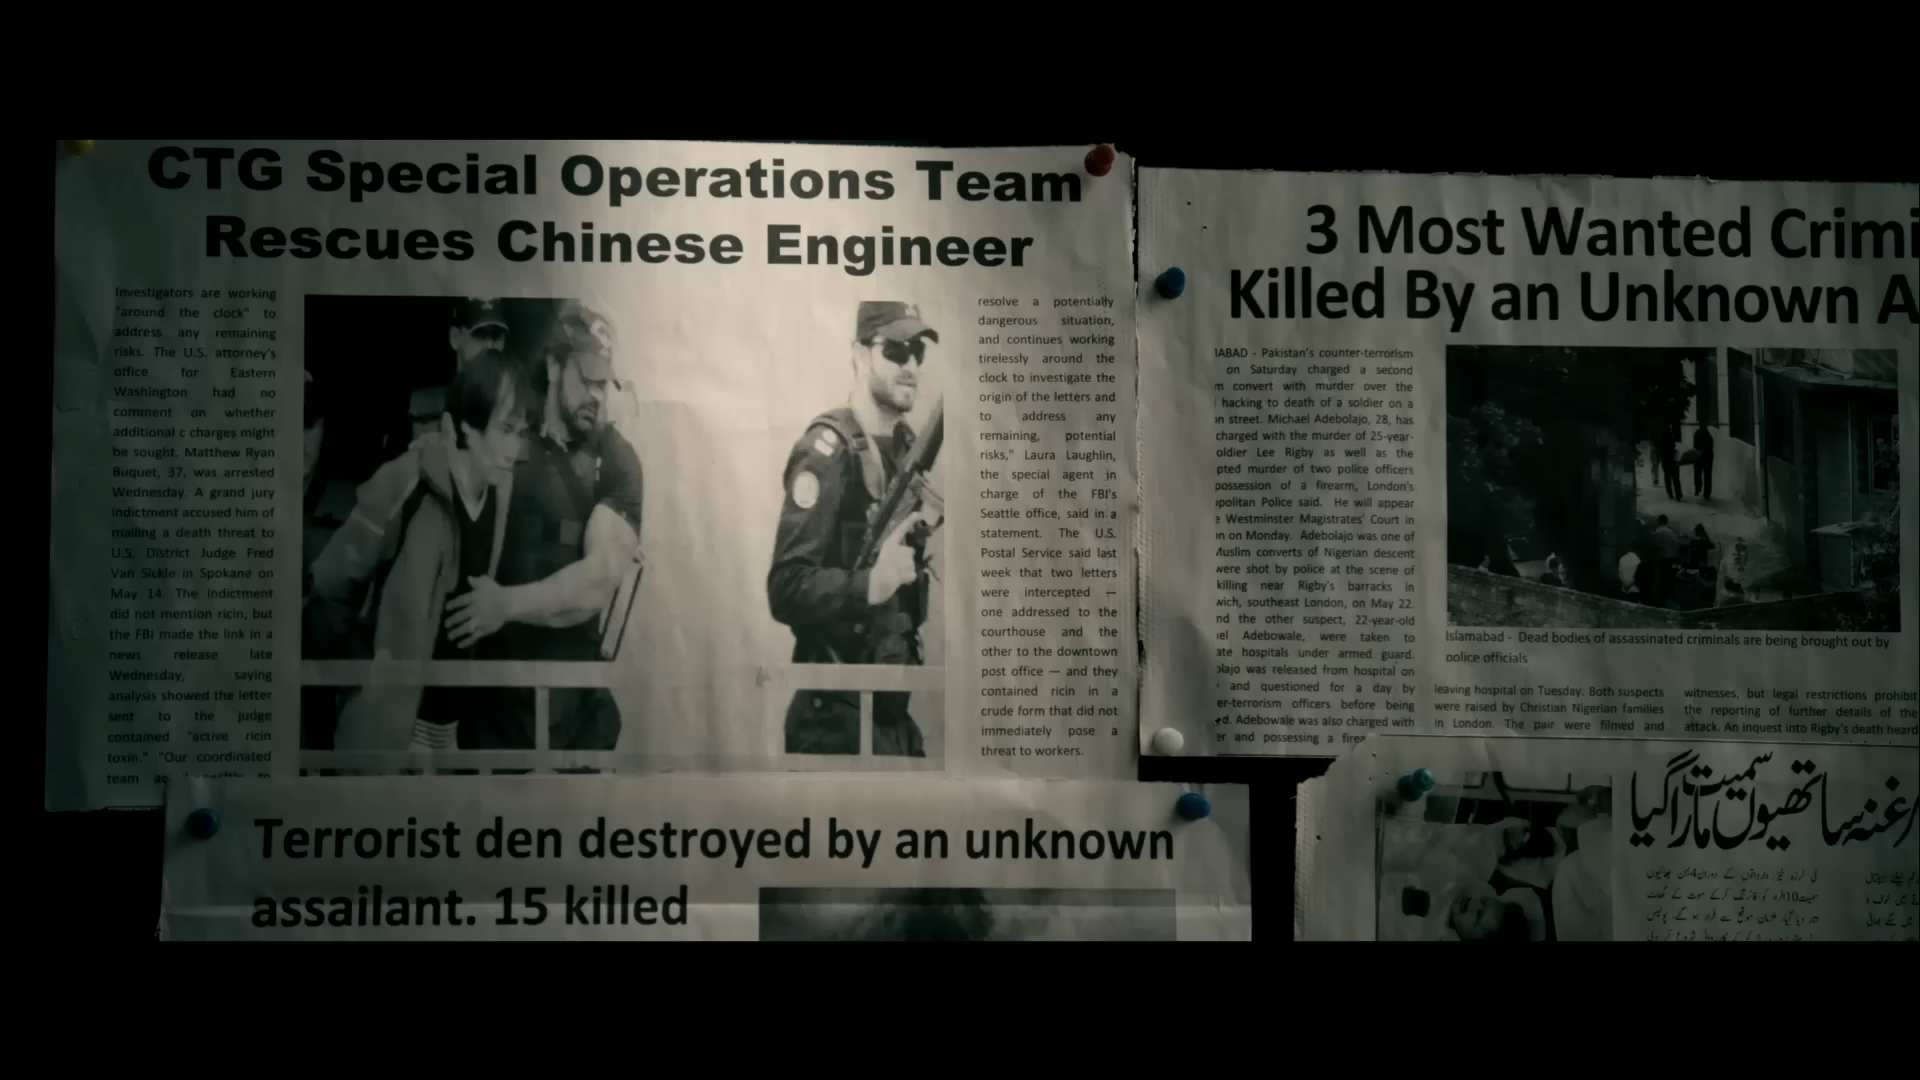 CTG Special Operations Team
Rescues Chinese Engineer
Investigators are working
"around the clock" to
address any remaining
risks. The U.S. attorney's
office for Eastern
Washington had no
comment on whether
additional c charges might
be sought. Matthew Ryan
Buquet, 37, was arrested
Wednesday. A grand jury
indictment accused him of
mailing a death threat to
U.S. District Judge Fred
Van Sickle in Spokane on
May 14. The indictment
did not mention ricin, but
the FBI made the link in a
news release late
Wednesday, saying
analysis showed the letter
sent to the judge
contained "active ricin
toxin." "Our coordinated
team
resolve a potentially
dangerous situation,
and continues working
tirelessly around the
clock to investigate the
origin of the letters and
to address any
remaining, potential
risks," Laura Laughlin,
the special agent in
charge of the FBI's
Seattle office, said in a
statement. The U.S.
Postal Service said last
week that two letters
were intercepted —
one addressed to the
courthouse and the
other to the downtown
post office — and they
contained ricin in a
crude form that did not
immediately pose a
threat to workers.
3 Most Wanted Crimi
Killed By an Unknown A
IABAD - Pakistan's counter-terrorism
on Saturday charged a second
m convert with murder over the
hacking to death of a soldier on a
n street. Michael Adebolajo, 28, has
charged with the murder of 25-year-
oldier Lee Rigby as well as the
pted murder of two police officers
possession of a firearm, London's
politan Police said. He will appear
Westminster Magistrates' Court in
n on Monday. Adebolajo was one of
Muslim converts of Nigerian descent
were shot by police at the scene of
killing near Rigby's barracks in
wich, southeast London, on May 22.
nd the other suspect, 22-year-old
el Adebowale, were taken to
ate hospitals under armed guard.
olajo was released from hospital on
and questioned for a day by
er-terrorism officers before being
ed. Adebowale was also charged with
er and possessing a firea
Islamabad - Dead bodies of assassinated criminals are being brought out by
police officials
leaving hospital on Tuesday. Both suspects
were raised by Christian Nigerian families
in London. The pair were filmed and
witnesses, but legal restrictions prohibit
the reporting of further details of the
attack. An inquest into Rigby's death heard
Terrorist den destroyed by an unknown
assailant. 15 killed
ساتھیوں سمیت مارا گیا